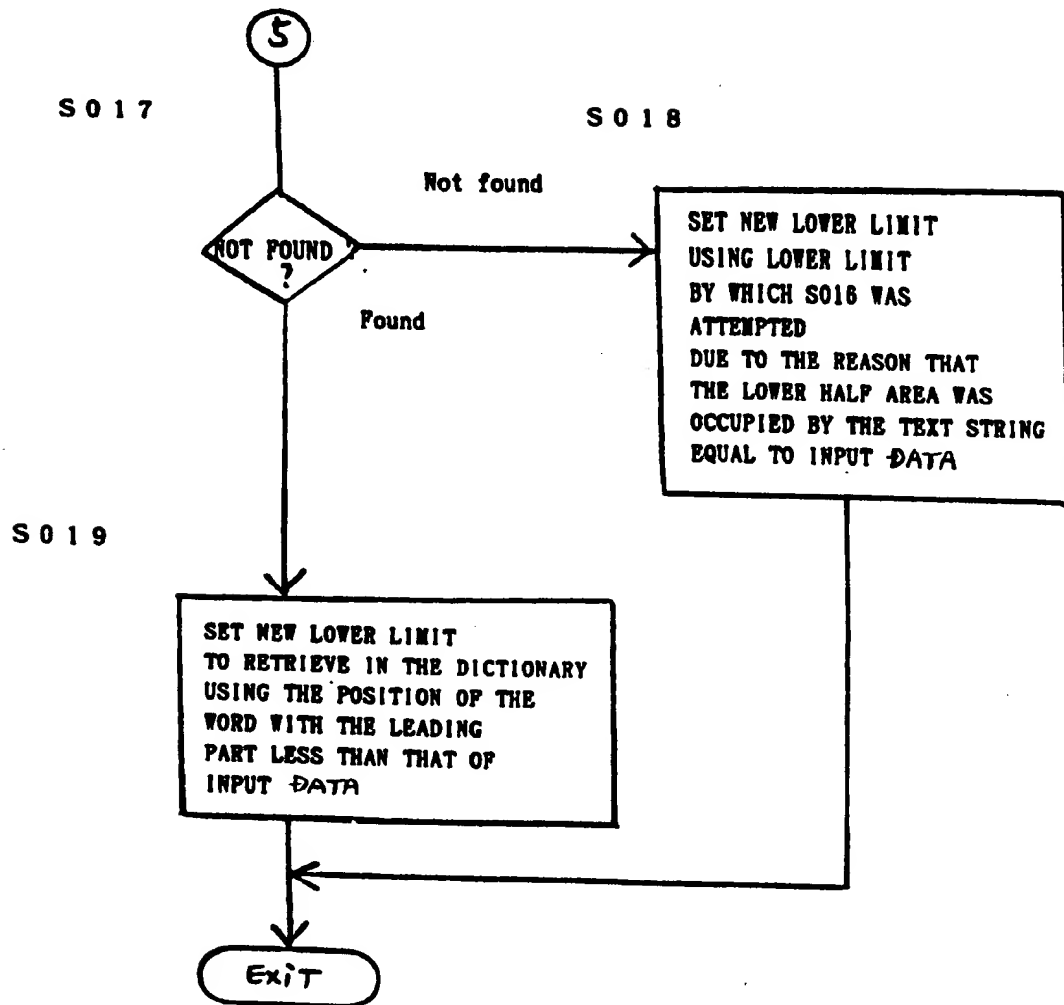 5
S017
S018
Not found
NOT FOUND
?
Found
SET NEW LOWER LIMIT
USING LOWER LIMIT
BY WHICH S016 WAS
ATTEMPTED
DUE TO THE REASON THAT
THE LOWER HALF AREA WAS
OCCUPIED BY THE TEXT STRING
EQUAL TO INPUT DATA
S019
SET NEW LOWER LIMIT
TO RETRIEVE IN THE DICTIONARY
USING THE POSITION OF THE
WORD WITH THE LEADING
PART LESS THAN THAT OF
INPUT DATA
EXiT